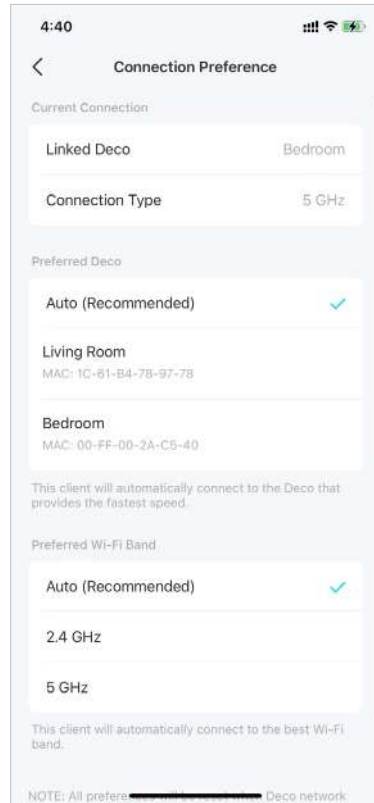 4:40
Connection Preference
Current Connection
Linked Deco Bedroom
Connection Type 5 GHz
Preferred Deco
Auto (Recommended)
Living Room
MAC: 1C-61-B4-78-97-78
Bedroom
MAC: 00-FF-00-2A-C5-40
This client will automatically connect to the Deco that
provides the fastest speed.
Preferred Wi-Fi Band
Auto (Recommended)
2.4 GHz
5 GHz
This client will automatically connect to the best Wi-Fi
band.
NOTE: All Deco network